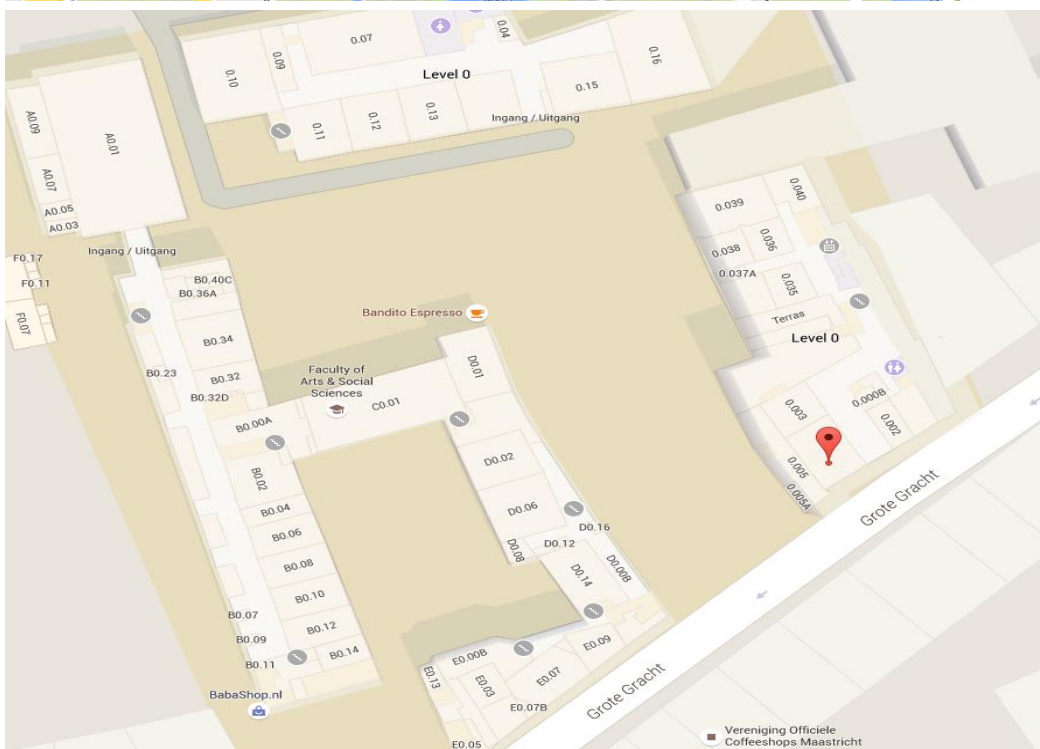 0.04
0.07
0.09
0.10
Level 0
0.16
0.15
0.13
0.12
0.11
Ingang / Uitgang
A0.09
A0.01
A0.07
A0.05
A0.03
Ingang / Uitgang
F0.17
F0.11
F0.07
0.040
0.039
0.038
0.036
0.037A
0.035
Terras
Level 0
B0.40C
B0.36A
B0.34
B0.23
B0.32
B0.32D
B0.00A
Bandito Espresso
Faculty of
Arts & Social
Sciences
C0.01
D0.01
0.003
0.000B
0.002
0.005
0.005A
B0.02
B0.04
B0.06
B0.08
B0.10
B0.07
B0.12
B0.09
B0.14
B0.11
D0.02
D0.06
D0.16
D0.12
D0.08
D0.14
D0.00B
Grote Gracht
E0.09
E0.00B
E0.07
E0.13
E0.03
E0.07B
E0.05
Grote Gracht
BabaShop.nl
Vereniging Officiele
Coffeeshops Maastricht